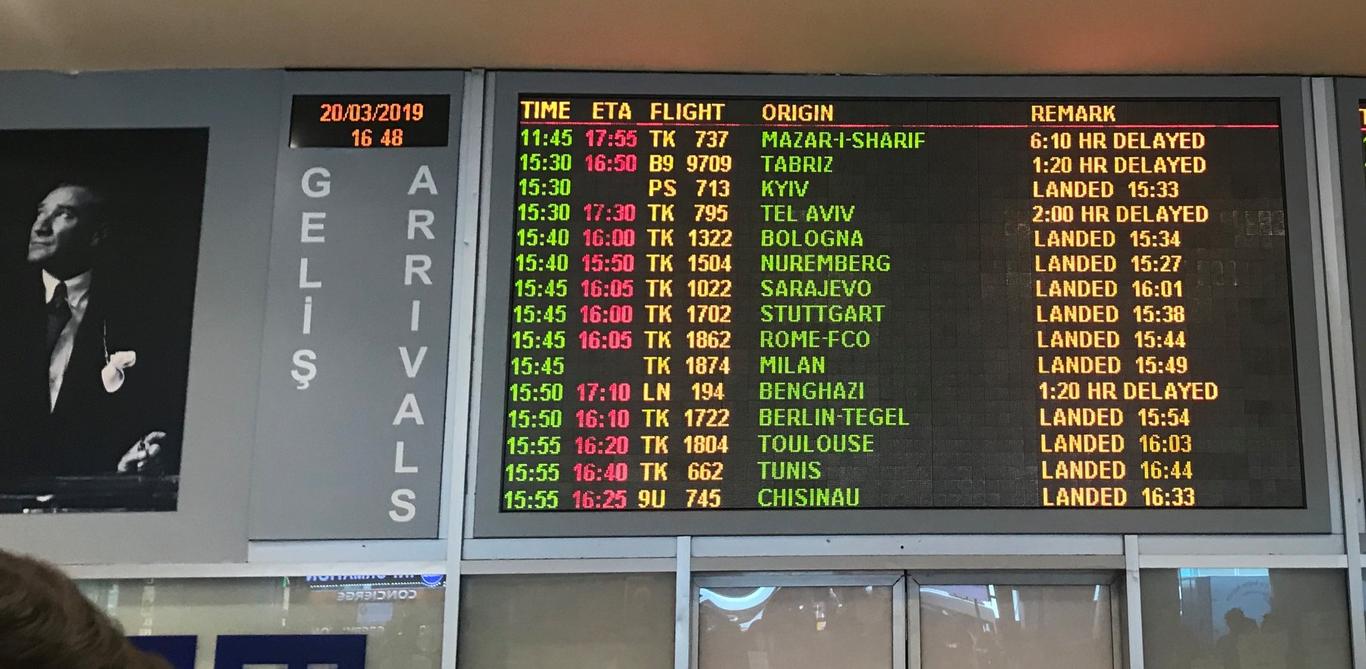 20/03/2019
16 48
GELİŞ
ARRIVALS
TIME ETA FLIGHT ORIGIN REMARK
11:45 17:55 TK 737 MAZAR-I-SHARIF 6:10 HR DELAYED
15:30 16:50 B9 9709 TABRIZ 1:20 HR DELAYED
15:30 PS 713 KYIV LANDED 15:33
15:30 17:30 TK 795 TEL AVIV 2:00 HR DELAYED
15:40 16:00 TK 1322 BOLOGNA LANDED 15:34
15:40 15:50 TK 1504 NUREMBERG LANDED 15:27
15:45 16:05 TK 1022 SARAJEVO LANDED 16:01
15:45 16:00 TK 1702 STUTTGART LANDED 15:38
15:45 16:05 TK 1862 ROME-FCO LANDED 15:44
15:45 TK 1874 MILAN LANDED 15:49
15:50 17:10 LN 194 BENGHAZI 1:20 HR DELAYED
15:50 16:10 TK 1722 BERLIN-TEGEL LANDED 15:54
15:55 16:20 TK 1804 TOULOUSE LANDED 16:03
15:55 16:40 TK 662 TUNIS LANDED 16:44
15:55 16:25 9U 745 CHISINAU LANDED 16:33
INFORMATION
CONCIERGE